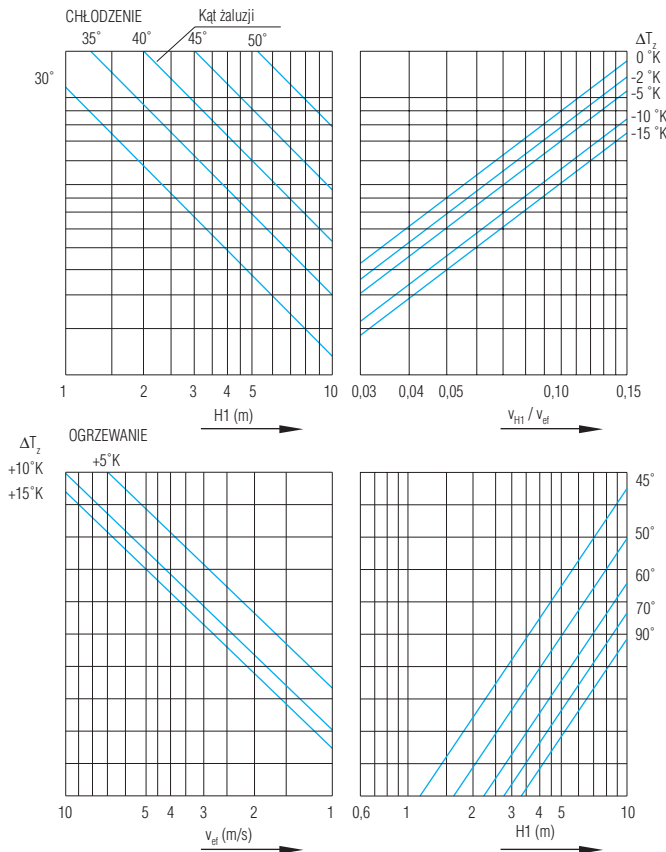 CHŁODZENIE
Kąt żaluzji
35° 40° 45° 50°
30°
1 2 3 4 5 10
H1 (m)
ΔTz
0 °K
-2 °K
-5 °K
-10 °K
-15 °K
0,03 0,04 0,05 0,10 0,15
vH1 / vef
OGRZEWANIE
ΔTz
+5°K
+10°K
+15°K
10 5 4 3 2 1
vef (m/s)
45°
50°
60°
70°
90°
0,6 1 2 3 4 5 10
H1 (m)